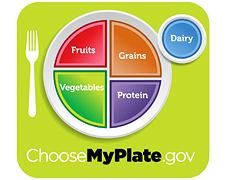 Dairy
Fruits
Grains
Vegetables
Protein
ChooseMyPlate.gov